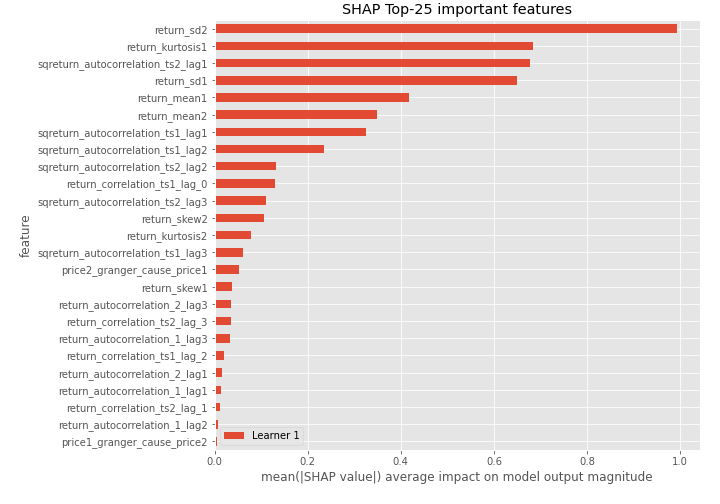 SHAP Top-25 important features
return_sd2
return_kurtosis1
sqreturn_autocorrelation_ts2_lag1
return_sd1
return_mean1
return_mean2
sqreturn_autocorrelation_ts1_lag1
sqreturn_autocorrelation_ts1_lag2
sqreturn_autocorrelation_ts2_lag2
return_correlation_ts1_lag_0
sqreturn_autocorrelation_ts2_lag3
return_skew2
return_kurtosis2
sqreturn_autocorrelation_ts1_lag3
price2_granger_cause_price1
return_skew1
return_autocorrelation_2_lag3
return_correlation_ts2_lag_3
return_autocorrelation_1_lag3
return_correlation_ts1_lag_2
return_autocorrelation_2_lag1
return_autocorrelation_1_lag1
return_correlation_ts2_lag_1
return_autocorrelation_1_lag2
price1_granger_cause_price2
feature
Learner 1
0.0 0.2 0.4 0.6 0.8 1.0
mean(|SHAP value|) average impact on model output magnitude